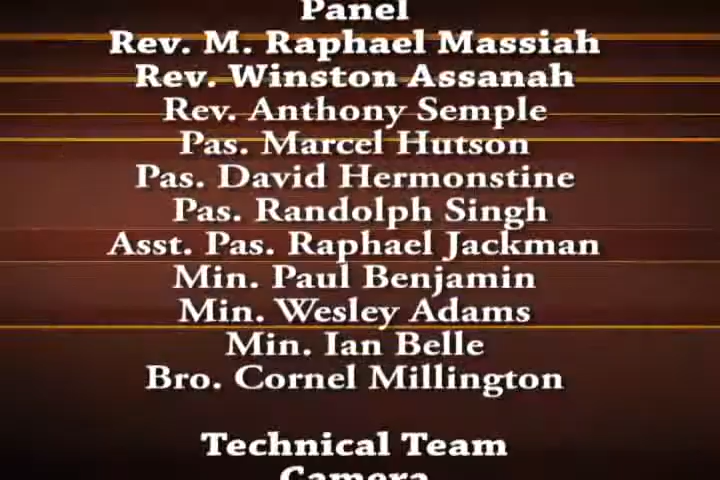 Panel
Rev. M. Raphael Massiah
Rev. Winston Assanah
Rev. Anthony Semple
Pas. Marcel Hutson
Pas. David Hermonstine
Pas. Randolph Singh
Asst. Pas. Raphael Jackman
Min. Paul Benjamin
Min. Wesley Adams
Min. Ian Belle
Bro. Cornel Millington
Technical Team
Camera